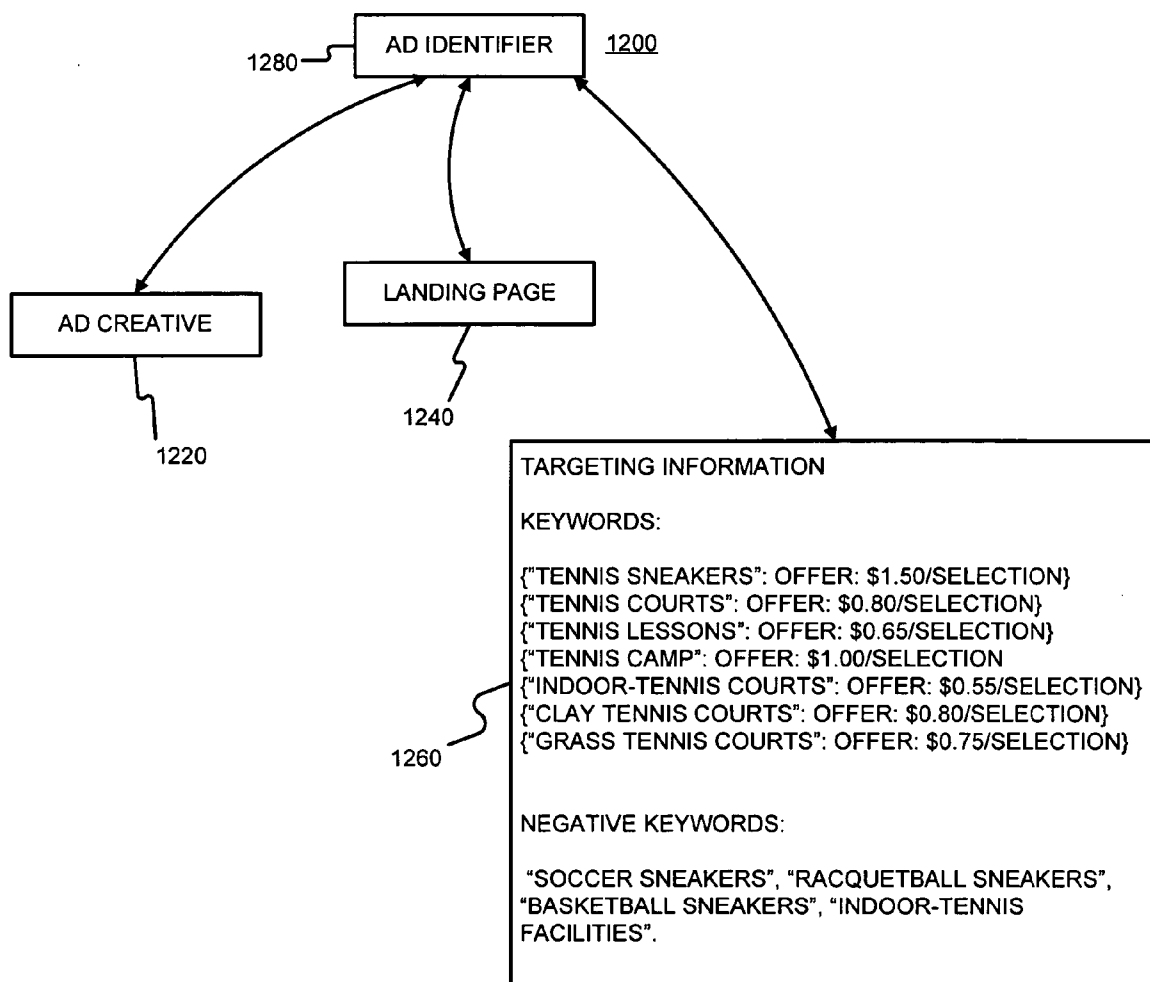 AD IDENTIFIER
1200
1280
AD CREATIVE
LANDING PAGE
1220
1240
TARGETING INFORMATION
KEYWORDS:
{"TENNIS SNEAKERS": OFFER: $1.50/SELECTION}
{"TENNIS COURTS": OFFER: $0.80/SELECTION}
{"TENNIS LESSONS": OFFER: $0.65/SELECTION}
{"TENNIS CAMP": OFFER: $1.00/SELECTION
{"INDOOR-TENNIS COURTS": OFFER: $0.55/SELECTION}
{"CLAY TENNIS COURTS": OFFER: $0.80/SELECTION}
{"GRASS TENNIS COURTS": OFFER: $0.75/SELECTION}
1260
NEGATIVE KEYWORDS:
"SOCCER SNEAKERS", "RACQUETBALL SNEAKERS",
"BASKETBALL SNEAKERS", "INDOOR-TENNIS
FACILITIES".